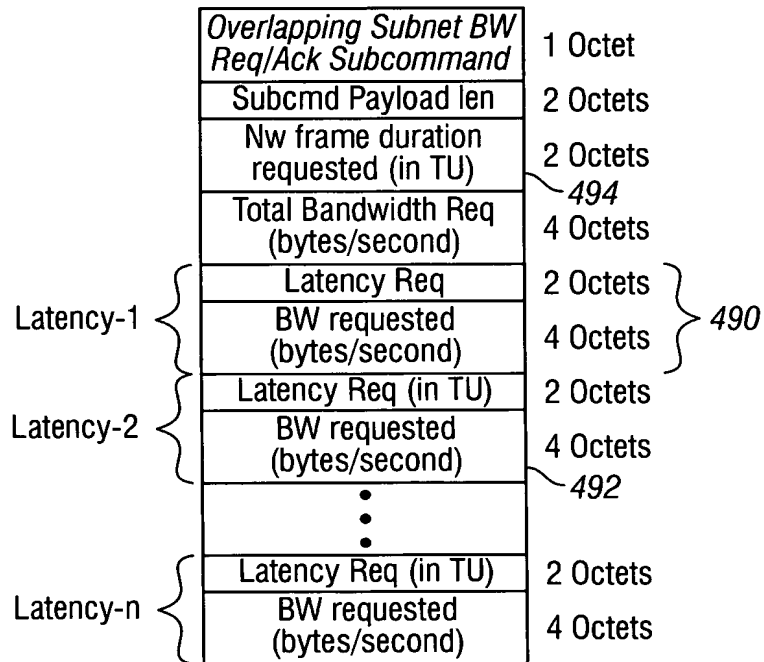 Overlapping Subnet BW
Req/Ack Subcommand
1 Octet
Subcmd Payload len
2 Octets
Nw frame duration
requested (in TU)
2 Octets
494
Total Bandwidth Req
(bytes/second)
4 Octets
Latency-1
Latency Req
2 Octets
BW requested
(bytes/second)
4 Octets
490
Latency-2
Latency Req (in TU)
2 Octets
BW requested
(bytes/second)
4 Octets
492
Latency-n
Latency Req (in TU)
2 Octets
BW requested
(bytes/second)
4 Octets